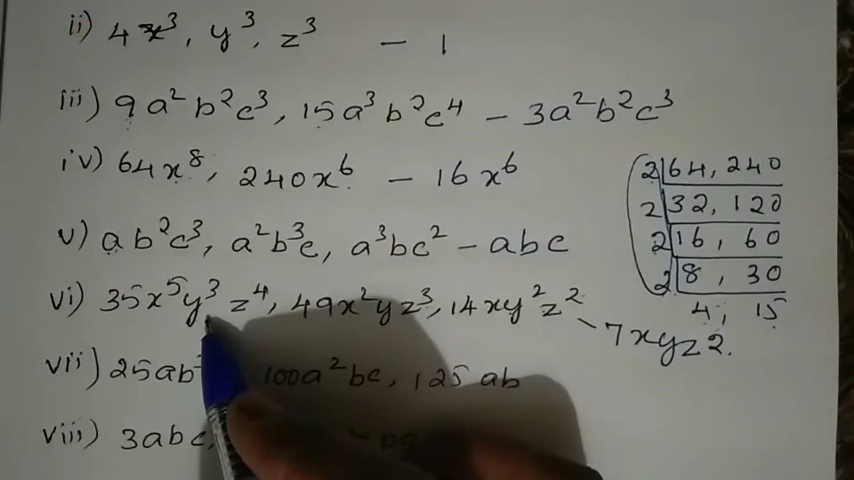 ii) 4x³, y³, z³ - 1
iii) 9a²b²c³, 15a³b²c⁴ - 3a²b²c³
iv) 64x⁸, 240x⁶ - 16x⁶
v) ab²c³, a²b³c, a³bc² - abc
vi) 35x⁵y³z⁴, 49x²yz³, 14xy²z² - 7xyz2.
vii) 25ab 100a²bc, 125ab
viii) 3abc,
2 64, 240
2 32, 120
2 16, 60
2 8, 30
4, 15